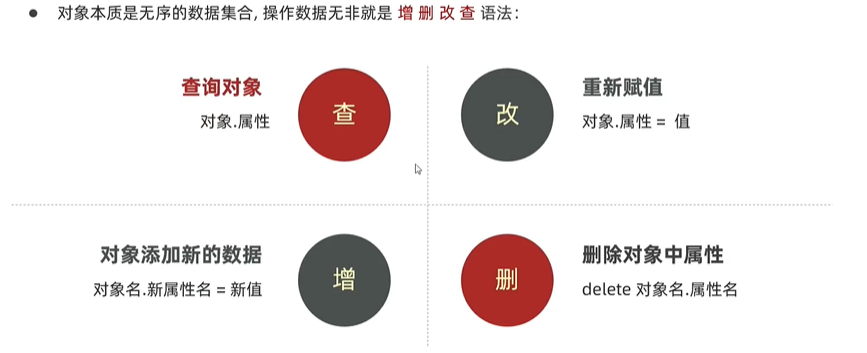 ● 对象本质是无序的数据集合, 操作数据无非就是 增 删 改 查 语法：
查询对象
对象.属性
查
改
重新赋值
对象.属性 = 值
对象添加新的数据
对象名.新属性名 = 新值
增
删
删除对象中属性
delete 对象名.属性名